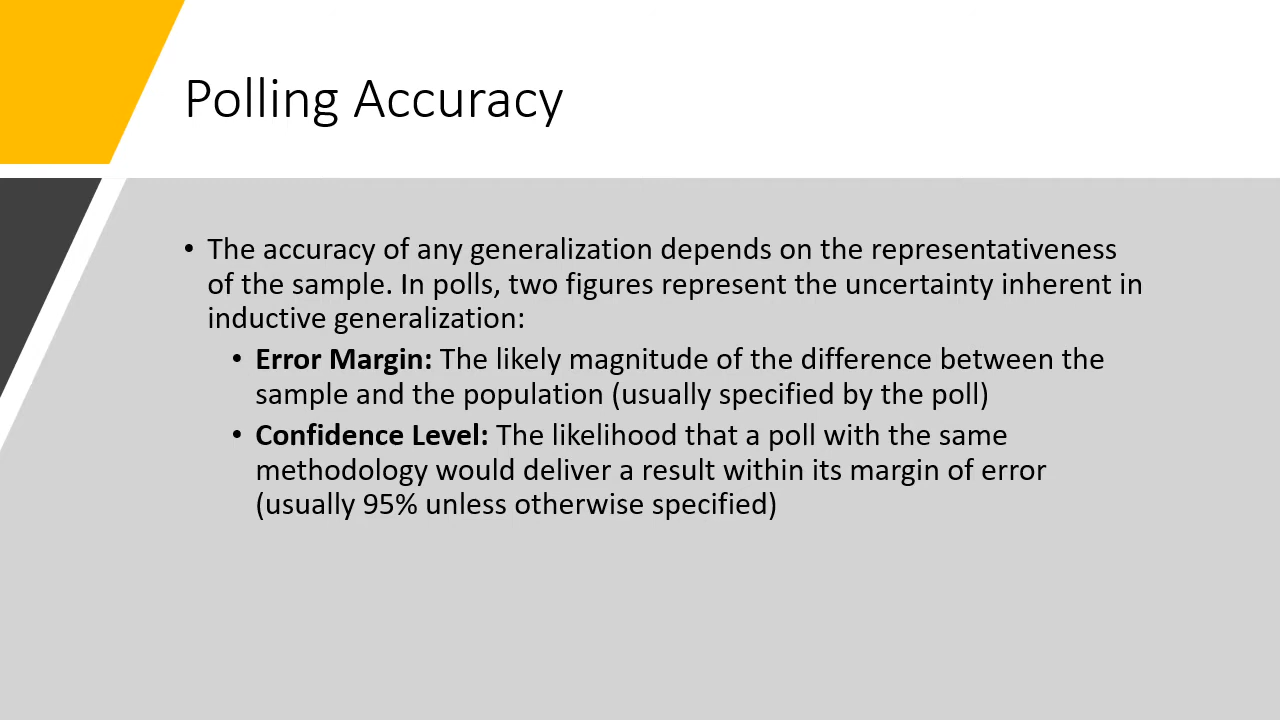 Polling Accuracy
• The accuracy of any generalization depends on the representativeness
of the sample. In polls, two figures represent the uncertainty inherent in
inductive generalization:
• Error Margin: The likely magnitude of the difference between the
sample and the population (usually specified by the poll)
• Confidence Level: The likelihood that a poll with the same
methodology would deliver a result within its margin of error
(usually 95% unless otherwise specified)